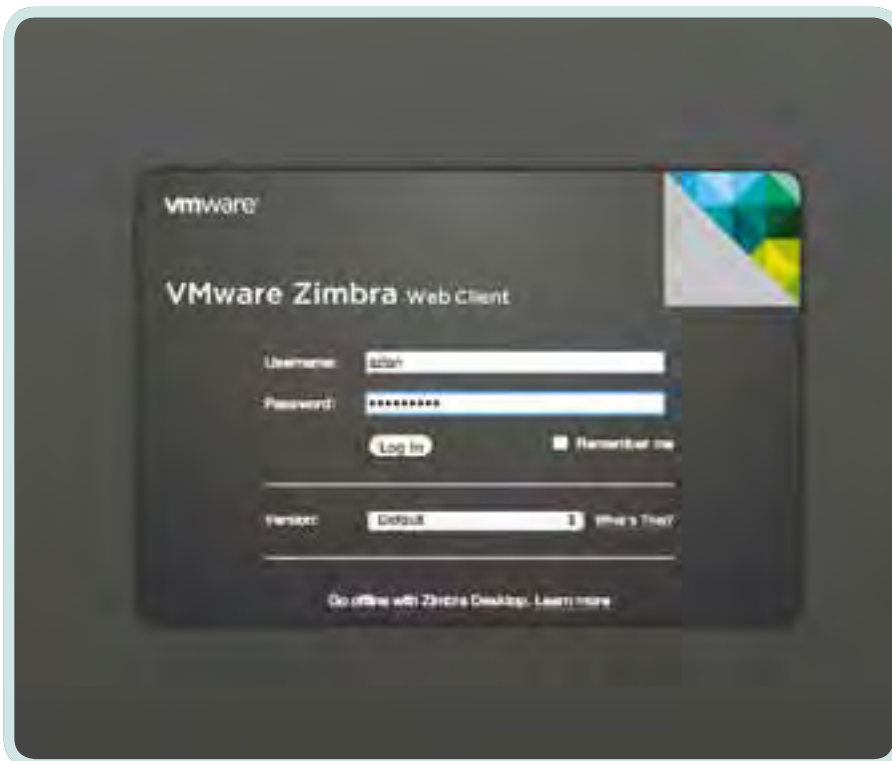 vmware
VMware Zimbra Web Client
Username:
Password: •••••••••
Log In Remember me
Version: Default What's This?
Go offline with Zimbra Desktop. Learn more